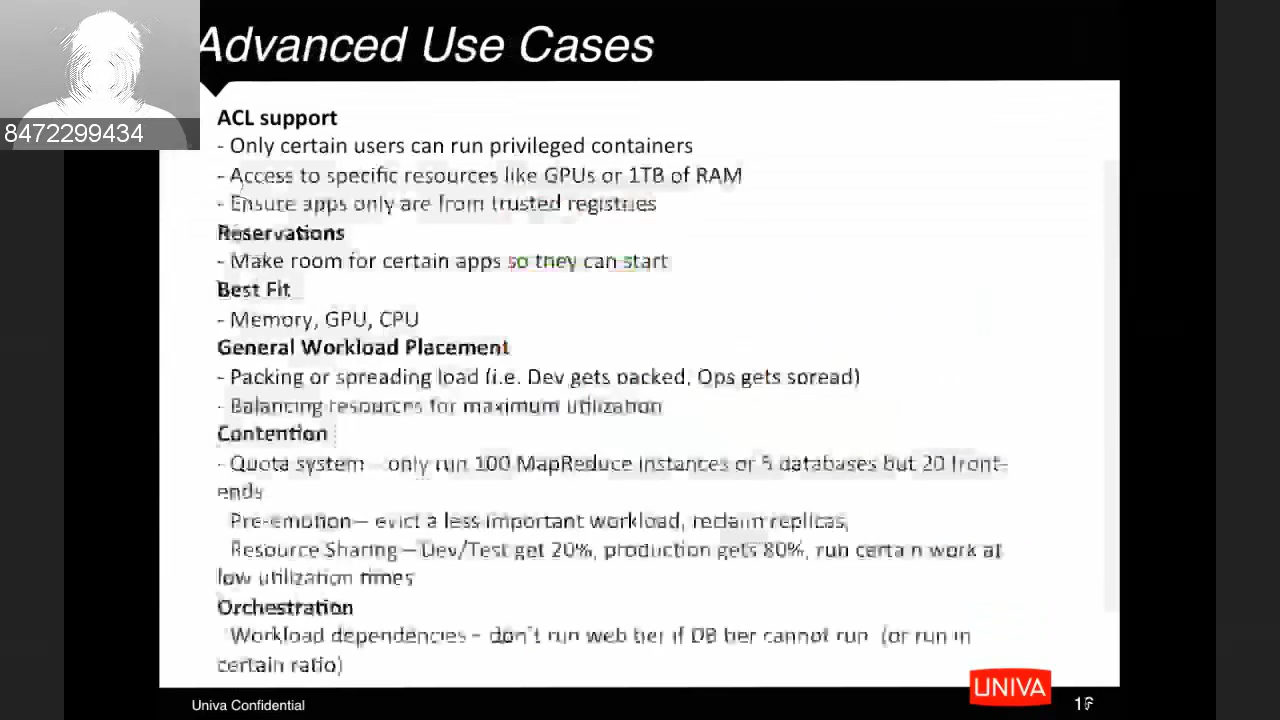 Advanced Use Cases
8472299434
ACL support
- Only certain users can run privileged containers
- Access to specific resources like GPUs or 1TB of RAM
- Ensure apps only are from trusted registries
Reservations
- Make room for certain apps so they can start
Best Fit
- Memory, GPU, CPU
General Workload Placement
- Packing or spreading load (i.e. Dev gets packed, Ops gets spread)
- Balancing resources for maximum utilization
Contention
- Quota system – only run 100 MapReduce instances or 5 databases but 20 front-
ends
Pre-emption – evict a less important workload, reclaim replicas,
Resource Sharing – Dev/Test get 20%, production gets 80%, run certain work at
low utilization times
Orchestration
Workload dependencies – don't run web tier if DB tier cannot run (or run in
certain ratio)
UNIVA
Univa Confidential